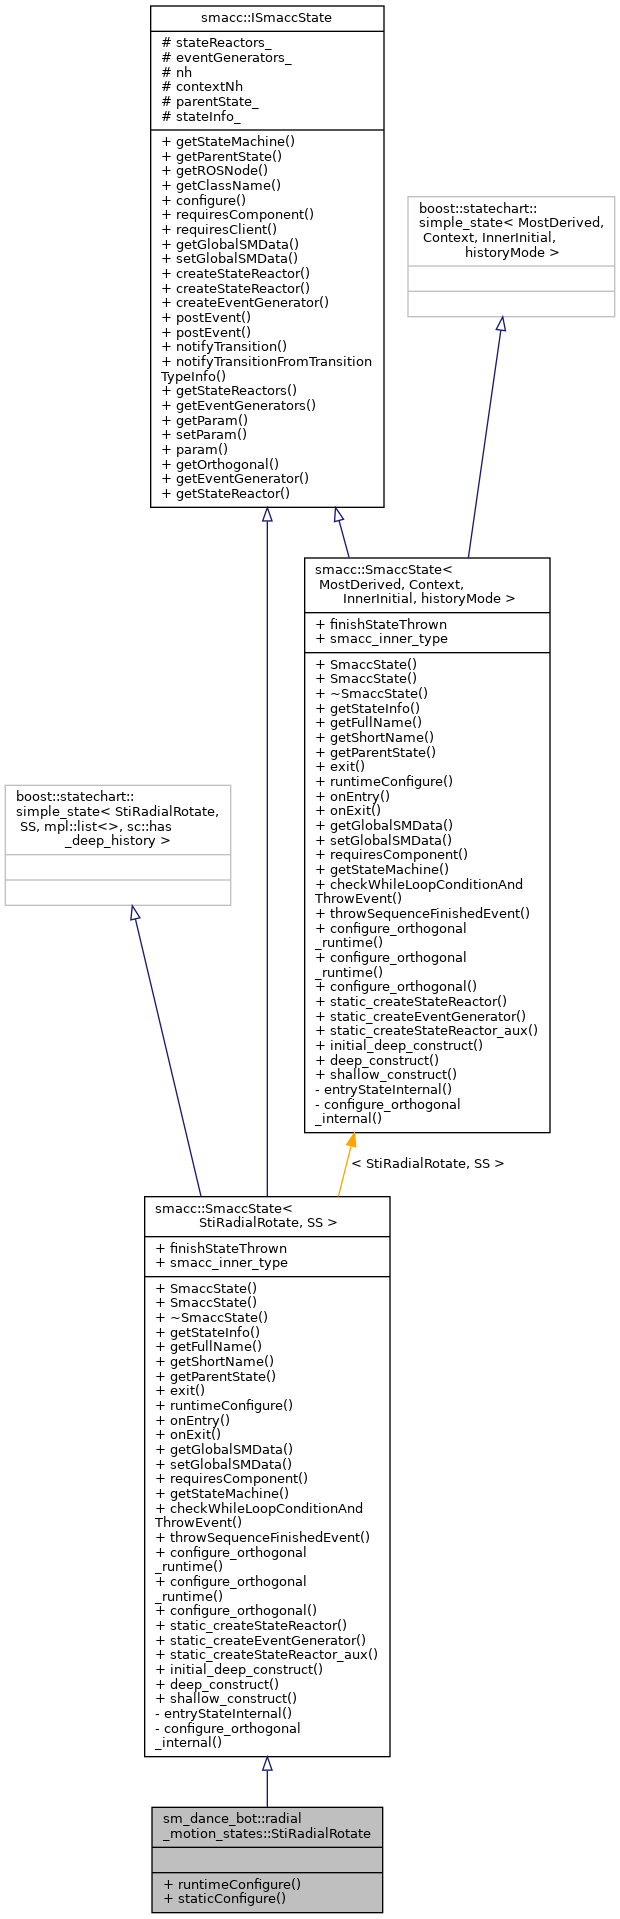 smacc::ISmaccState
# stateReactors_
# eventGenerators_
# nh
# contextNh
# parentState_
# stateInfo_
+ getStateMachine()
+ getParentState()
+ getROSNode()
+ getClassName()
+ configure()
+ requiresComponent()
+ requiresClient()
+ getGlobalSMData()
+ setGlobalSMData()
+ createStateReactor()
+ createStateReactor()
+ createEventGenerator()
+ postEvent()
+ postEvent()
+ notifyTransition()
+ notifyTransitionFromTransition
TypeInfo()
+ getStateReactors()
+ getEventGenerators()
+ getParam()
+ setParam()
+ param()
+ getOrthogonal()
+ getEventGenerator()
+ getStateReactor()
boost::statechart::
simple_state< MostDerived,
Context, InnerInitial,
historyMode >
smacc::SmaccState<
MostDerived, Context,
InnerInitial, historyMode >
+ finishStateThrown
+ smacc_inner_type
+ SmaccState()
+ SmaccState()
+ ~SmaccState()
+ getStateInfo()
+ getFullName()
+ getShortName()
+ getParentState()
+ exit()
+ runtimeConfigure()
+ onEntry()
+ onExit()
+ getGlobalSMData()
+ setGlobalSMData()
+ requiresComponent()
+ getStateMachine()
+ checkWhileLoopConditionAnd
ThrowEvent()
+ throwSequenceFinishedEvent()
+ configure_orthogonal
_runtime()
+ configure_orthogonal
_runtime()
+ configure_orthogonal()
+ static_createStateReactor()
+ static_createEventGenerator()
+ static_createStateReactor_aux()
+ initial_deep_construct()
+ deep_construct()
+ shallow_construct()
- entryStateInternal()
- configure_orthogonal
_internal()
boost::statechart::
simple_state< StiRadialRotate,
SS, mpl::list<>, sc::has
_deep_history >
< StiRadialRotate, SS >
smacc::SmaccState<
StiRadialRotate, SS >
+ finishStateThrown
+ smacc_inner_type
+ SmaccState()
+ SmaccState()
+ ~SmaccState()
+ getStateInfo()
+ getFullName()
+ getShortName()
+ getParentState()
+ exit()
+ runtimeConfigure()
+ onEntry()
+ onExit()
+ getGlobalSMData()
+ setGlobalSMData()
+ requiresComponent()
+ getStateMachine()
+ checkWhileLoopConditionAnd
ThrowEvent()
+ throwSequenceFinishedEvent()
+ configure_orthogonal
_runtime()
+ configure_orthogonal
_runtime()
+ configure_orthogonal()
+ static_createStateReactor()
+ static_createEventGenerator()
+ static_createStateReactor_aux()
+ initial_deep_construct()
+ deep_construct()
+ shallow_construct()
- entryStateInternal()
- configure_orthogonal
_internal()
sm_dance_bot::radial
_motion_states::StiRadialRotate
+ runtimeConfigure()
+ staticConfigure()